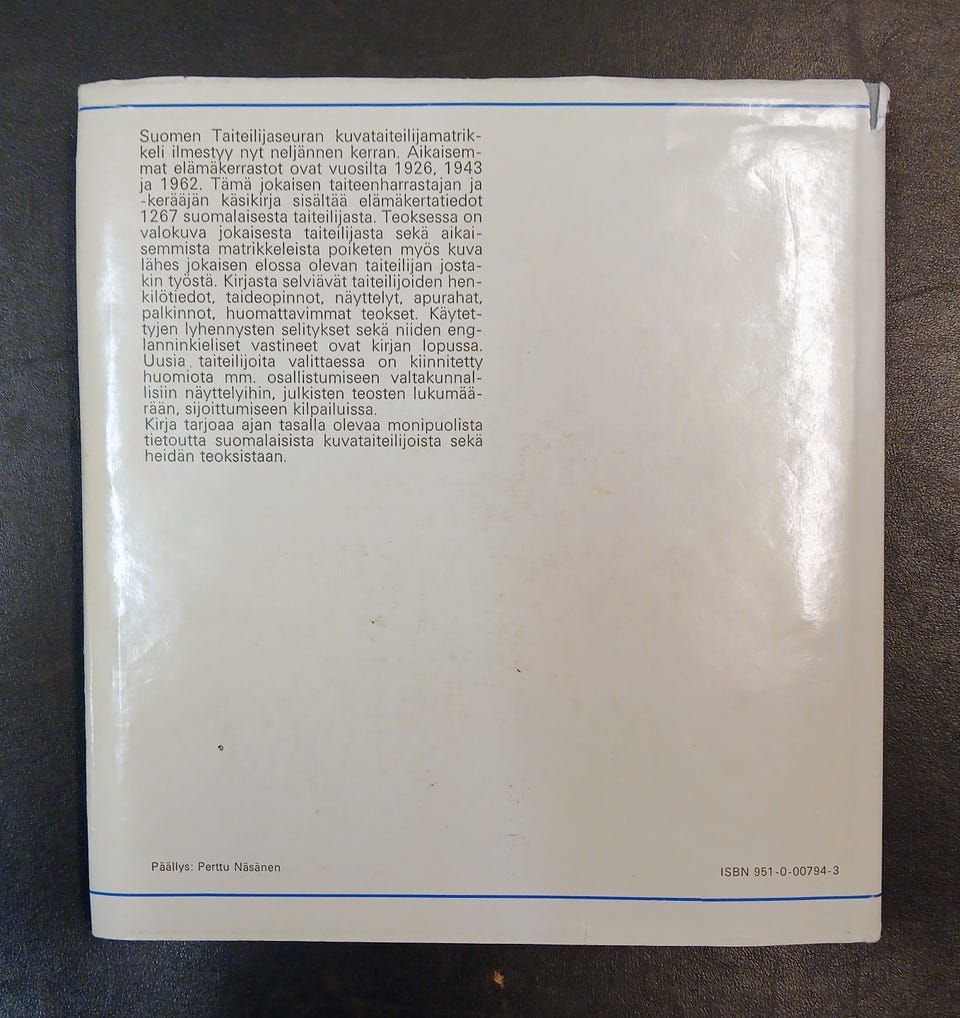 Suomen Taiteilijaseuran kuvataiteilijamatrik-
keli ilmestyy nyt neljännen kerran. Aikaisem-
mat elämäkerrastot ovat vuosilta 1926, 1943
ja 1962. Tämä jokaisen taiteenharrastajan ja
-kerääjän käsikirja sisältää elämäkertatiedot
1267 suomalaisesta taiteilijasta. Teoksessa on
valokuva jokaisesta taiteilijasta sekä aikai-
semmista matrikkeleista poiketen myös kuva
lähes jokaisen elossa olevan taiteilijan josta-
kin työstä. Kirjasta selviävät taiteilijoiden hen-
kilötiedot, taideopinnot, näyttelyt, apurahat,
palkinnot, huomattavimmat teokset. Käytet-
tyjen lyhennysten selitykset sekä niiden eng-
lanninkieliset vastineet ovat kirjan lopussa.
Uusia taiteilijoita valittaessa on kiinnitetty
huomiota mm. osallistumiseen valtakunnal-
lisiin näyttelyihin, julkisten teosten lukumää-
rään, sijoittumiseen kilpailuissa.
Kirja tarjoaa ajan tasalla olevaa monipuolista
tietoutta suomalaisista kuvataiteilijoista sekä
heidän teoksistaan.
Päällys: Perttu Näsänen
ISBN 951-0-00794-3